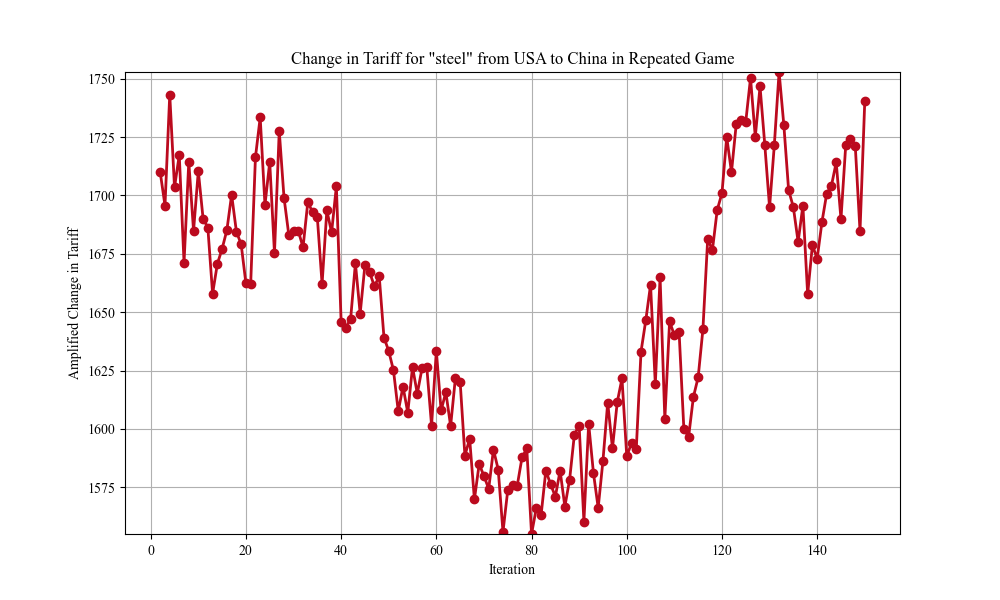 Change in Tariff for "steel" from USA to China in Repeated Game
Amplified Change in Tariff
1750
1725
1700
1675
1650
1625
1600
1575
0 20 40 60 80 100 120 140
Iteration